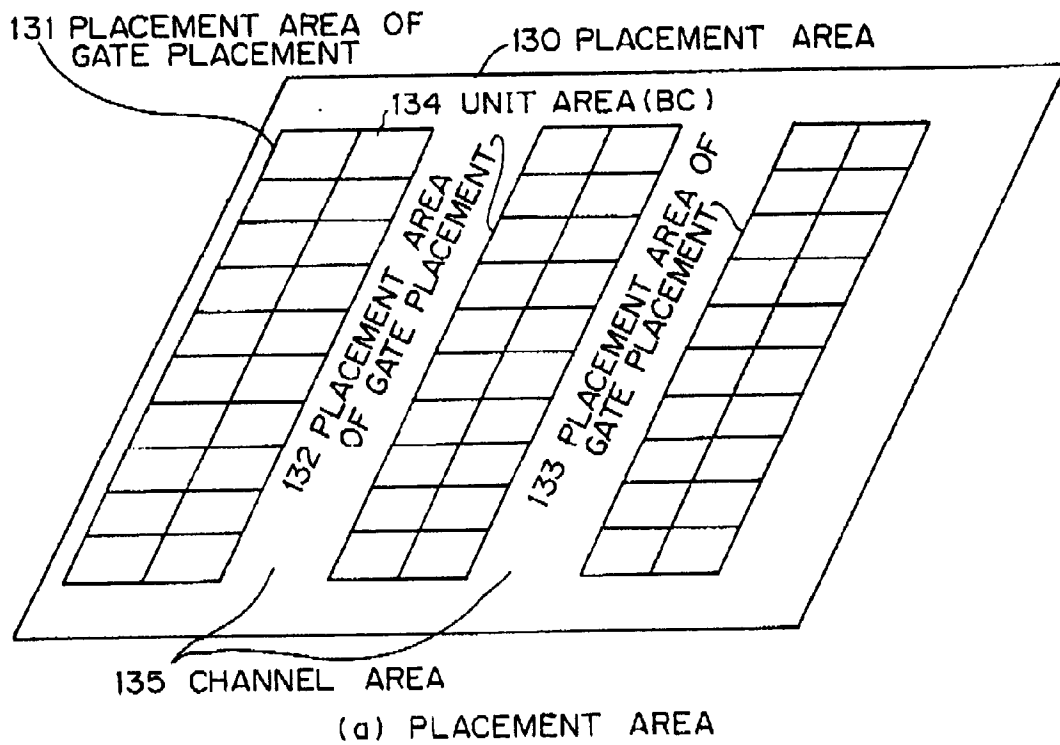 131 PLACEMENT AREA OF
GATE PLACEMENT
130 PLACEMENT AREA
134 UNIT AREA (BC)
132 PLACEMENT AREA
OF GATE PLACEMENT
133 PLACEMENT AREA OF
GATE PLACEMENT
135 CHANNEL AREA
(a) PLACEMENT AREA